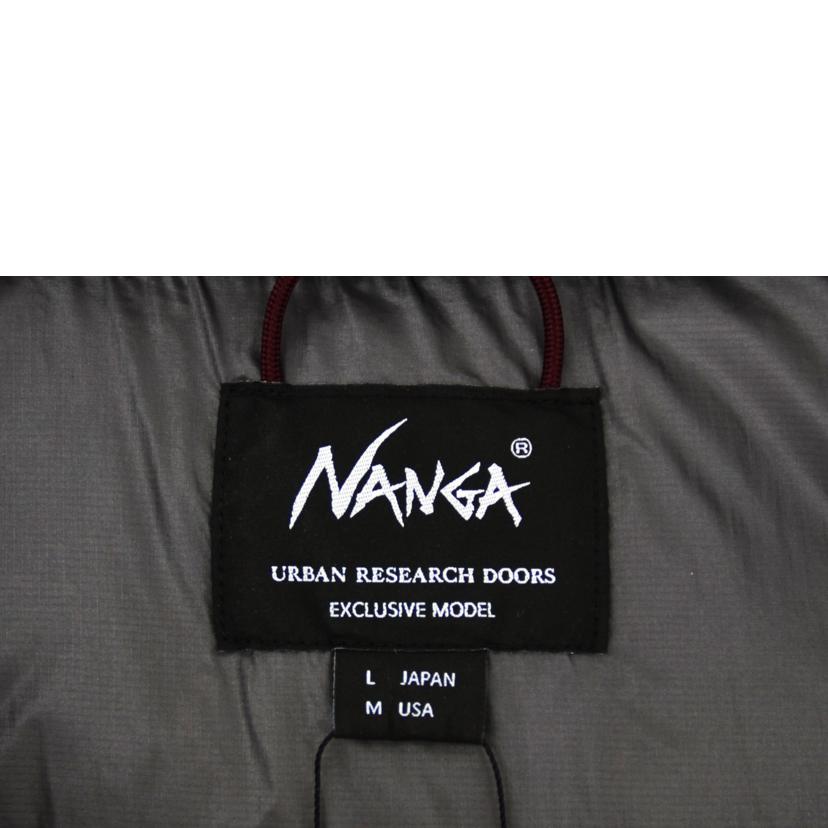 NANGA®
URBAN RESEARCH DOORS
EXCLUSIVE MODEL
L JAPAN
M USA